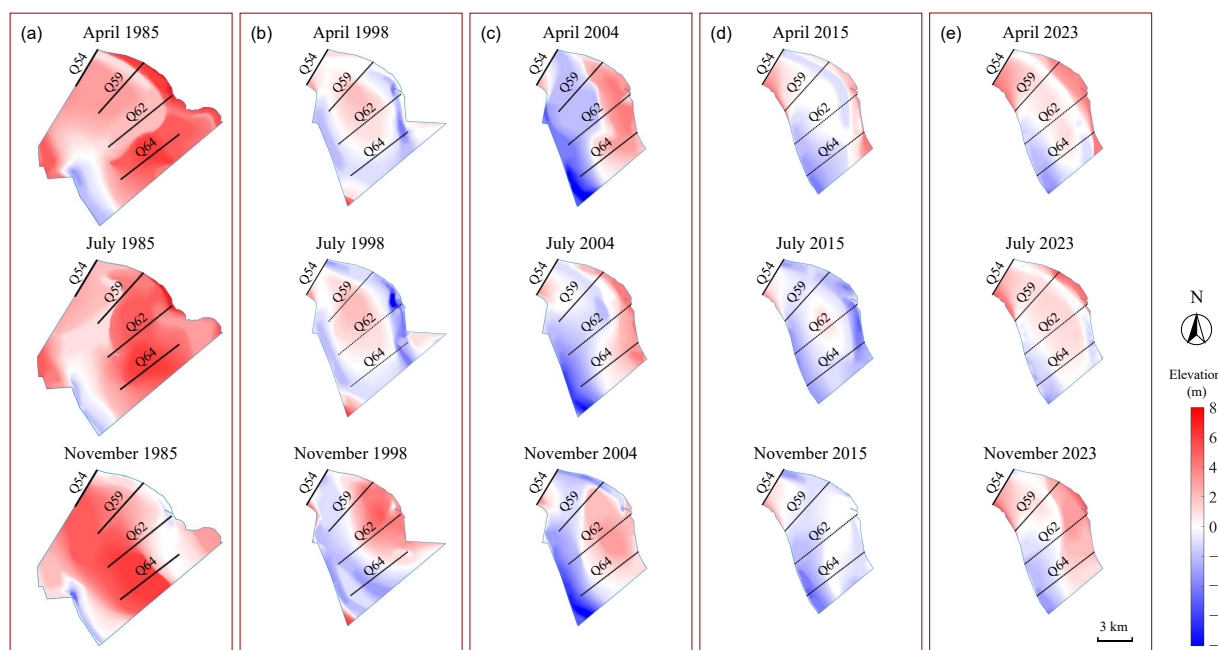 (a)
April 1985
Q54
Q59
Q62
Q64
July 1985
Q54
Q59
Q62
Q64
November 1985
Q54
Q59
Q62
Q64
(b)
April 1998
Q54
Q59
Q62
Q64
July 1998
Q54
Q59
Q62
Q64
November 1998
Q54
Q59
Q62
Q64
(c)
April 2004
Q54
Q59
Q62
Q64
July 2004
Q54
Q59
Q62
Q64
November 2004
Q54
Q59
Q62
Q64
(d)
April 2015
Q54
Q59
Q62
Q64
July 2015
Q54
Q59
Q62
Q64
November 2015
Q54
Q59
Q62
Q64
(e)
April 2023
Q54
Q59
Q62
Q64
July 2023
Q54
Q59
Q62
Q64
November 2023
Q54
Q59
Q62
Q64
3 km
N
Elevation
(m)
8
6
4
2
0